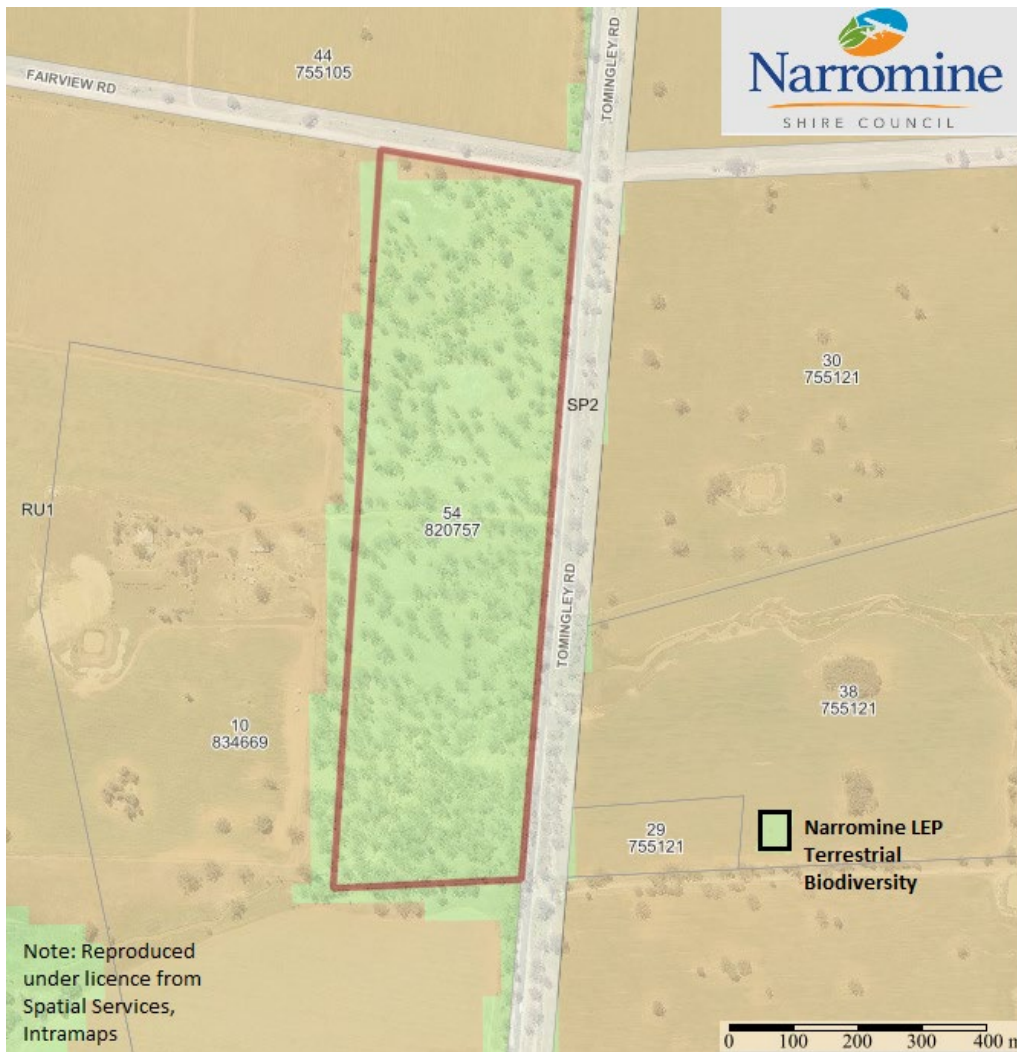 44
755105
FAIRVIEW RD
TOMINGLEY RD
Narromine
SHIRE COUNCIL
30
755121
SP2
54
820757
RU1
TOMINGLEY RD
38
755121
10
834669
29
755121
Narromine LEP
Terrestrial
Biodiversity
Note: Reproduced
under licence from
Spatial Services,
Intramaps
0 100 200 300 400 m